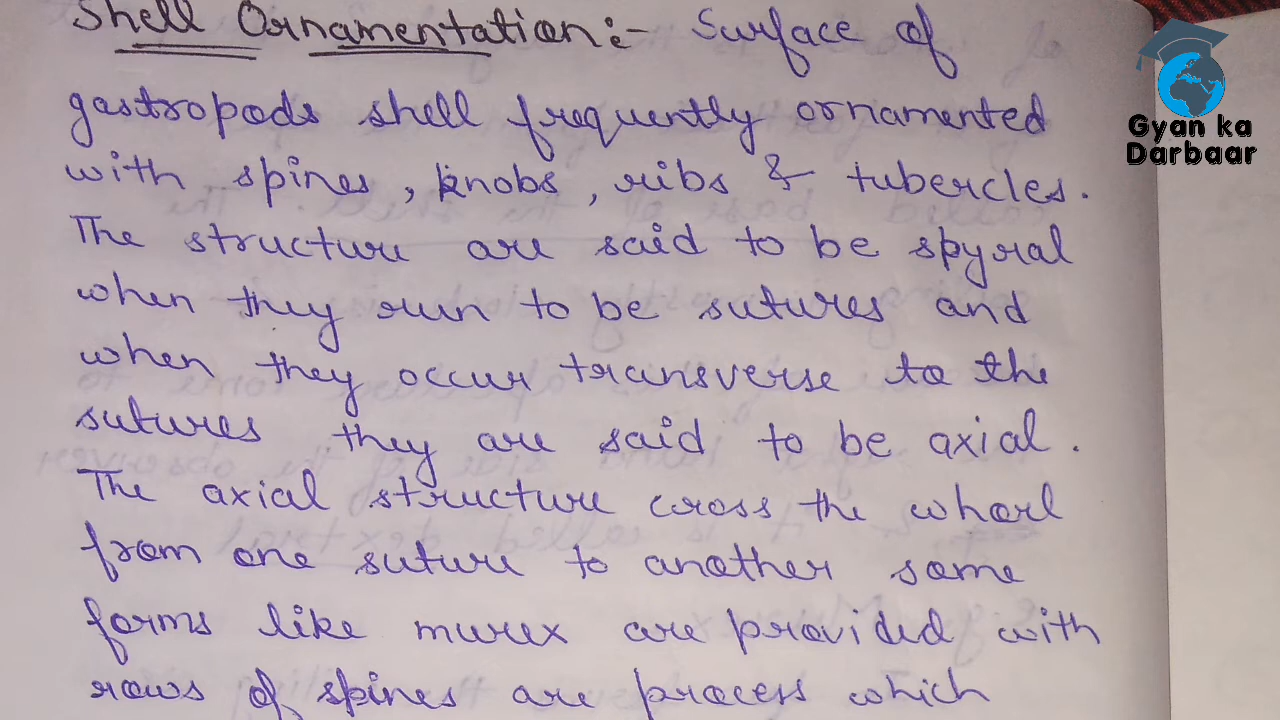 Shell Ornamentation:- Surface of
gastropods shell frequently ornamented
with spines, knobs, ribs & tubercles.
The structure are said to be spyral
when they run to be sutures and
when they occur transverse to the
sutures they are said to be axial.
The axial structure cross the whorl
from one suture to another some
forms like murex are provided with
rows of spines are process which
Gyan ka
Darbaar